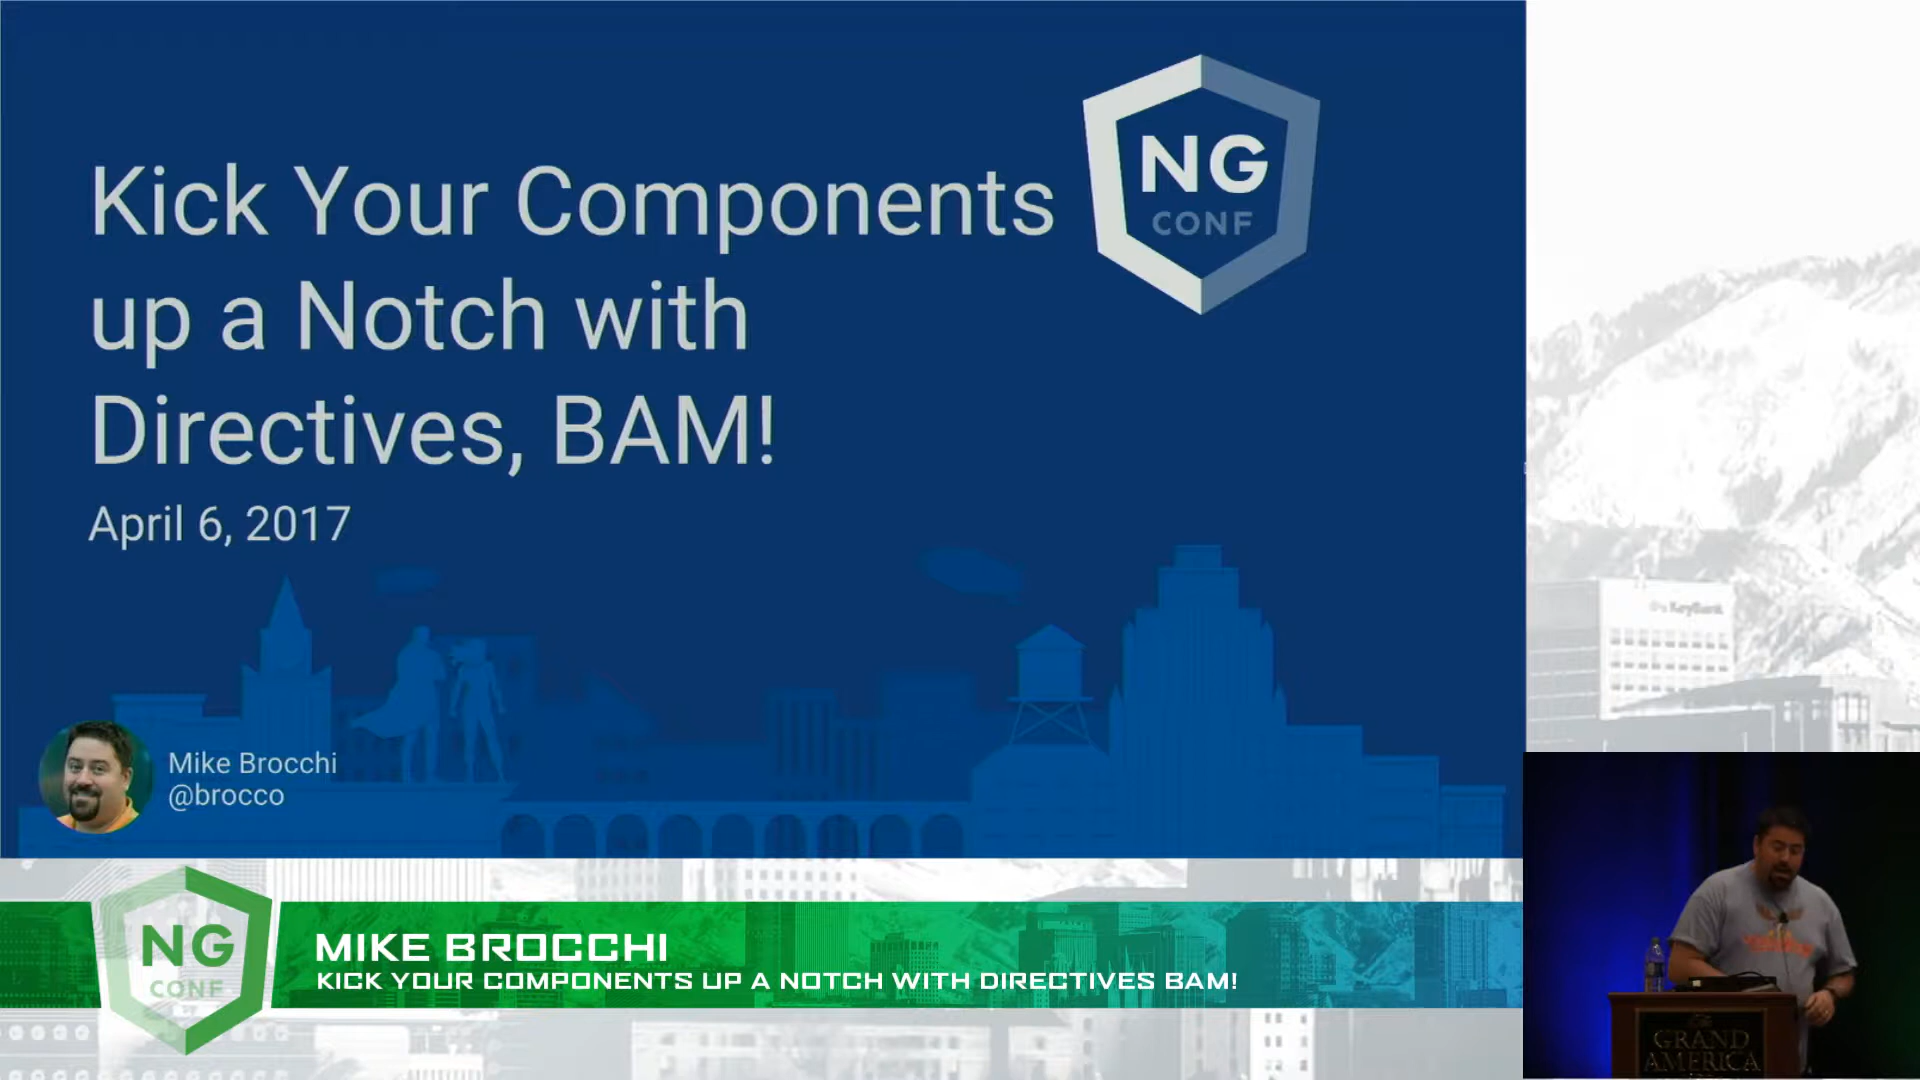 Kick Your Components
up a Notch with
Directives, BAM!
April 6, 2017
NG
CONF
Mike Brocchi
@brocco
KeyBank
NG
CONF
MIKE BROCCHI
KICK YOUR COMPONENTS UP A NOTCH WITH DIRECTIVES BAM!
GRAND
AMERICA